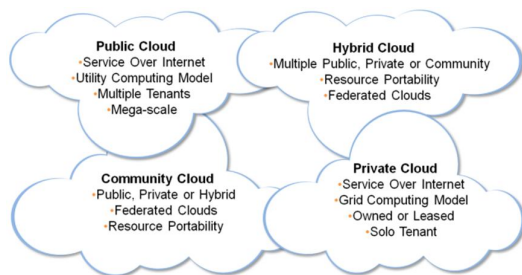 Public Cloud
•Service Over Internet
•Utility Computing Model
•Multiple Tenants
•Mega-scale
Hybrid Cloud
•Multiple Public, Private or Community
•Resource Portability
•Federated Clouds
Community Cloud
•Public, Private or Hybrid
•Federated Clouds
•Resource Portability
Private Cloud
•Service Over Internet
•Grid Computing Model
•Owned or Leased
•Solo Tenant